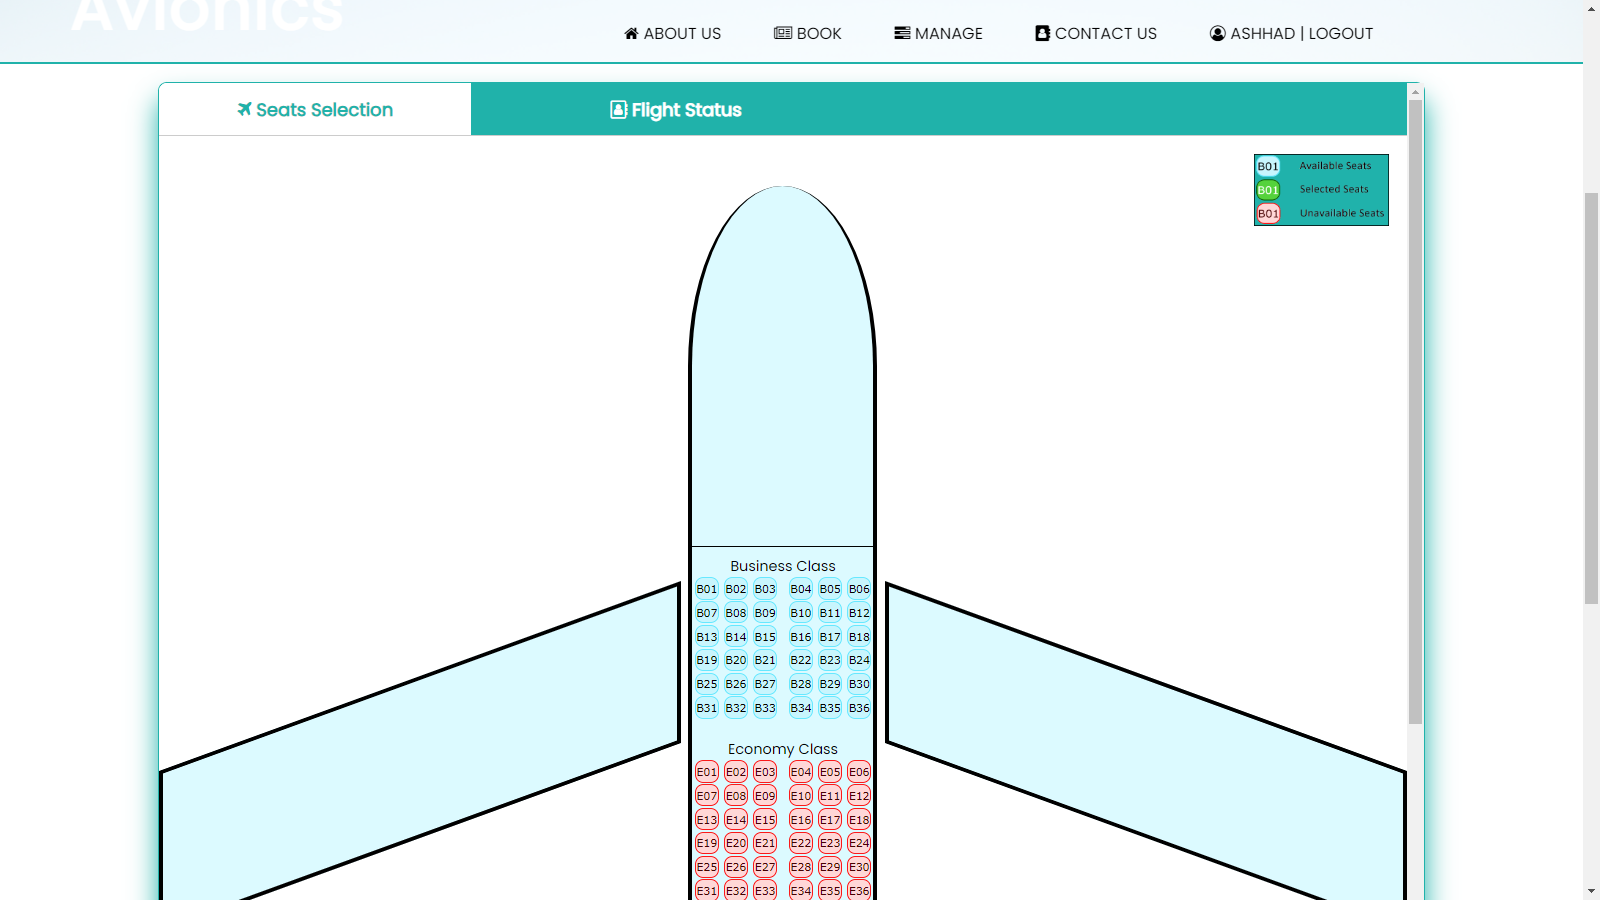 Avionics
ABOUT US BOOK MANAGE CONTACT US ASHHAD | LOGOUT
Seats Selection Flight Status
B01 Available Seats
B01 Selected Seats
B01 Unavailable Seats
Business Class
B01 B02 B03 B04 B05 B06
B07 B08 B09 B10 B11 B12
B13 B14 B15 B16 B17 B18
B19 B20 B21 B22 B23 B24
B25 B26 B27 B28 B29 B30
B31 B32 B33 B34 B35 B36
Economy Class
E01 E02 E03 E04 E05 E06
E07 E08 E09 E10 E11 E12
E13 E14 E15 E16 E17 E18
E19 E20 E21 E22 E23 E24
E25 E26 E27 E28 E29 E30
E31 E32 E33 E34 E35 E36